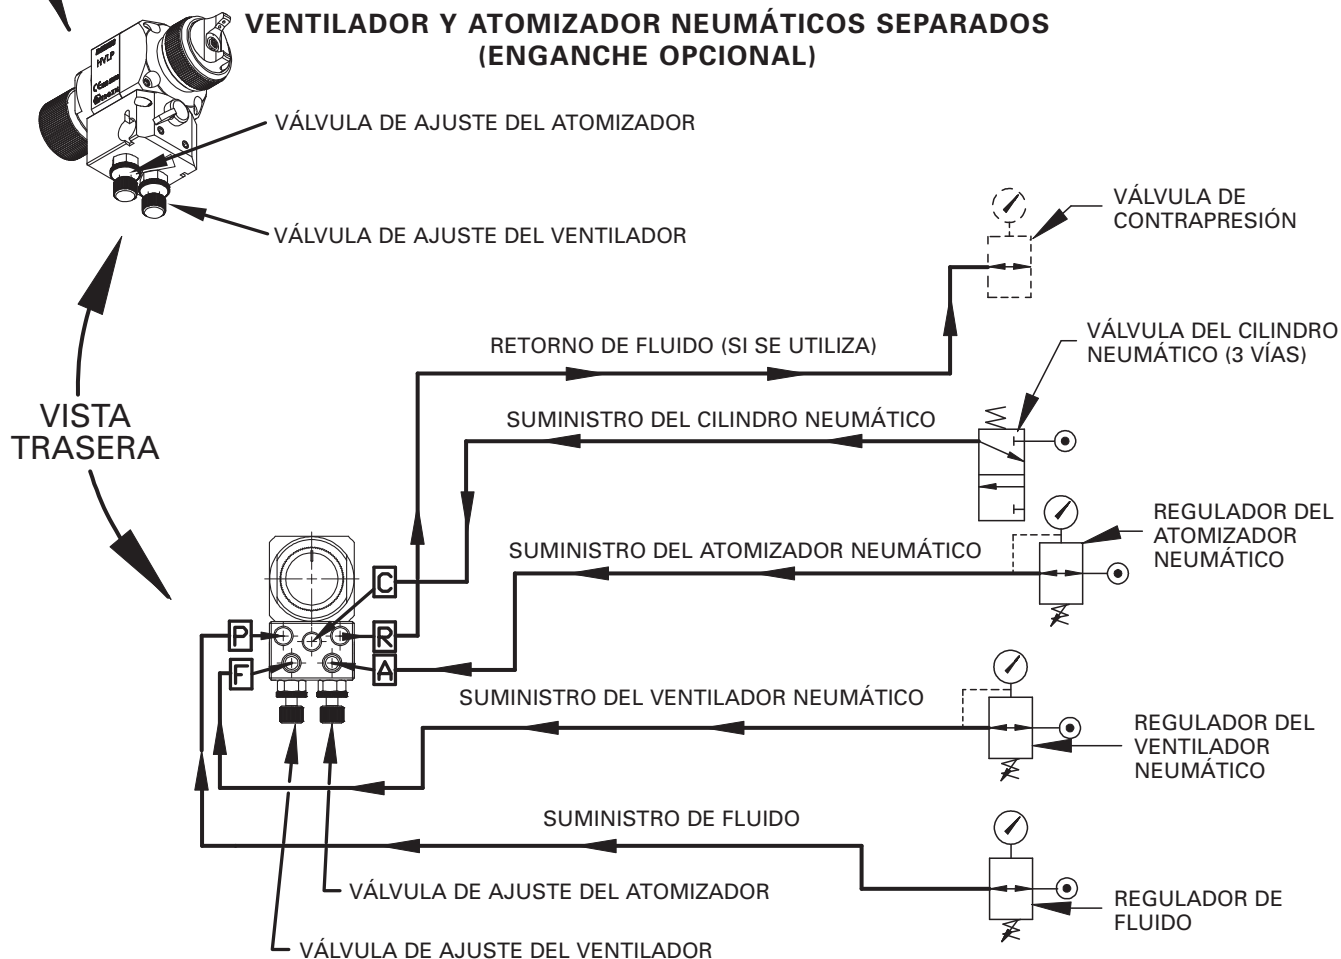 VENTILADOR Y ATOMIZADOR NEUMÁTICOS SEPARADOS
(ENGANCHE OPCIONAL)
HVLP
VÁLVULA DE AJUSTE DEL ATOMIZADOR
VÁLVULA DE AJUSTE DEL VENTILADOR
VÁLVULA DE
CONTRAPRESIÓN
RETORNO DE FLUIDO (SI SE UTILIZA)
VÁLVULA DEL CILINDRO
NEUMÁTICO (3 VÍAS)
VISTA
TRASERA
SUMINISTRO DEL CILINDRO NEUMÁTICO
REGULADOR DEL
ATOMIZADOR
NEUMÁTICO
SUMINISTRO DEL ATOMIZADOR NEUMÁTICO
C
P
R
F
A
SUMINISTRO DEL VENTILADOR NEUMÁTICO
REGULADOR DEL
VENTILADOR
NEUMÁTICO
SUMINISTRO DE FLUIDO
VÁLVULA DE AJUSTE DEL ATOMIZADOR
REGULADOR DE
FLUIDO
VÁLVULA DE AJUSTE DEL VENTILADOR